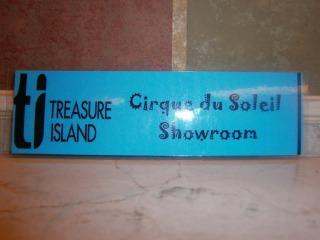 ti TREASURE
ISLAND
Cirque du Soleil
Showroom